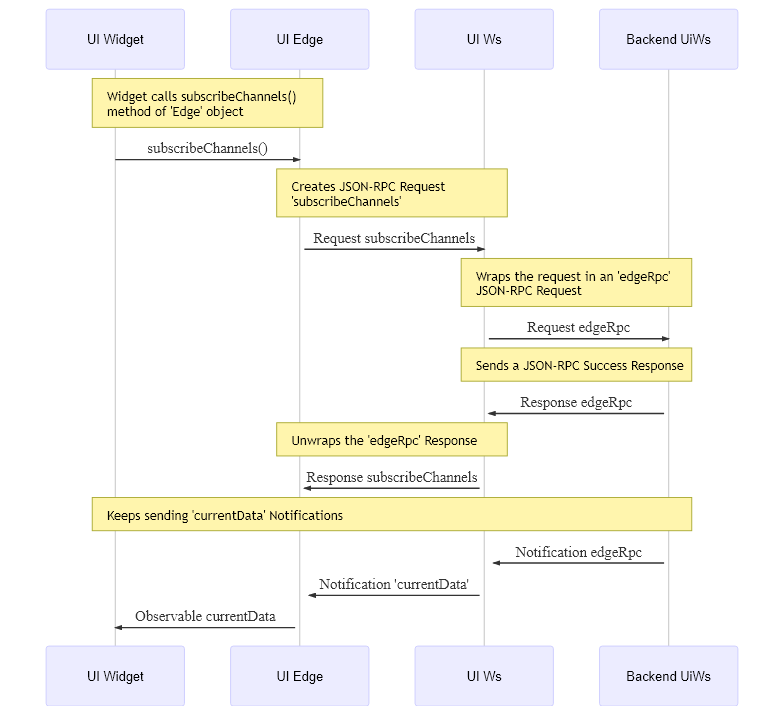 UI Widget
UI Edge
UI Ws
Backend UiWs
Widget calls subscribeChannels()
method of 'Edge' object
subscribeChannels()
Creates JSON-RPC Request
'subscribeChannels'
Request subscribeChannels
Wraps the request in an 'edgeRpc'
JSON-RPC Request
Request edgeRpc
Sends a JSON-RPC Success Response
Response edgeRpc
Unwraps the 'edgeRpc' Response
Response subscribeChannels
Keeps sending 'currentData' Notifications
Notification edgeRpc
Notification 'currentData'
Observable currentData
UI Widget
UI Edge
UI Ws
Backend UiWs